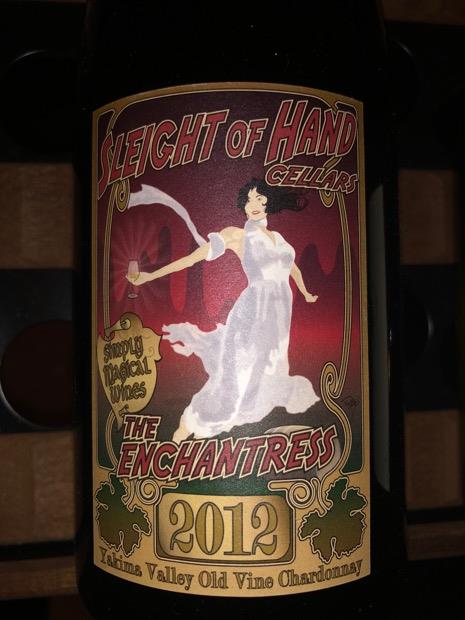 SLEIGHT OF HAND
CELLARS
Simply
Magical
Wines
THE
ENCHANTRESS
2012
Yakima Valley Old Vine Chardonnay